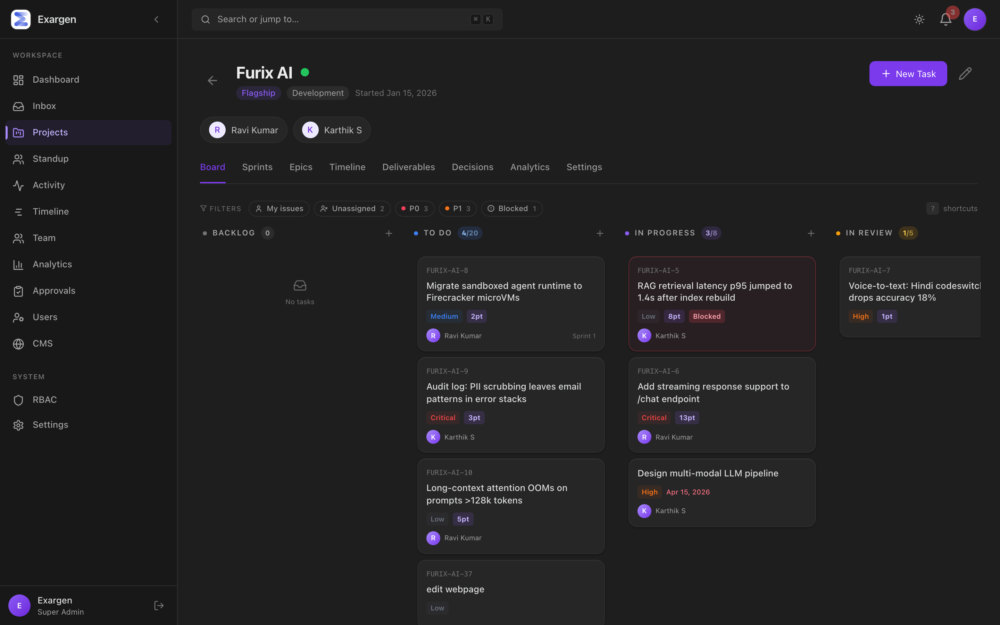 Exargen
Search or jump to...
⌘ K
3
E
WORKSPACE
Dashboard
Inbox
Projects
Standup
Activity
Timeline
Team
Analytics
Approvals
Users
CMS
SYSTEM
RBAC
Settings
E
Exargen
Super Admin
Furix AI
Flagship
Development
Started Jan 15, 2026
New Task
R Ravi Kumar
K Karthik S
Board
Sprints
Epics
Timeline
Deliverables
Decisions
Analytics
Settings
FILTERS
My issues
Unassigned 2
P0 3
P1 3
Blocked 1
? shortcuts
BACKLOG 0
No tasks
TO DO 4/20
FURIX-AI-8
Migrate sandboxed agent runtime to
Firecracker microVMs
Medium 2pt
R Ravi Kumar Sprint 1
FURIX-AI-9
Audit log: PII scrubbing leaves email
patterns in error stacks
Critical 3pt
K Karthik S
FURIX-AI-10
Long-context attention OOMs on
prompts >128k tokens
Low 5pt
R Ravi Kumar
FURIX-AI-37
edit webpage
Low
IN PROGRESS 3/8
FURIX-AI-5
RAG retrieval latency p95 jumped to
1.4s after index rebuild
Low 8pt Blocked
K Karthik S
FURIX-AI-6
Add streaming response support to
/chat endpoint
Critical 13pt
R Ravi Kumar
Design multi-modal LLM pipeline
High Apr 15, 2026
K Karthik S
IN REVIEW 1/5
FURIX-AI-7
Voice-to-text: Hindi
drops accuracy 18%
High 1pt